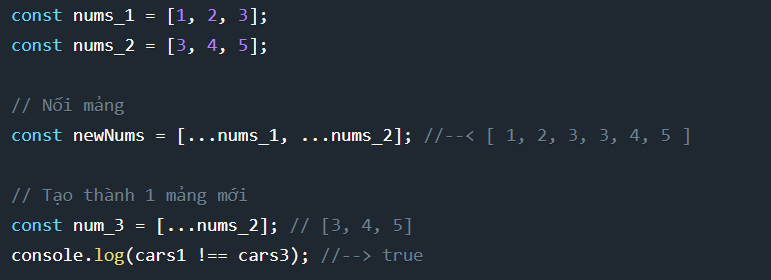 const nums_1 = [1, 2, 3];
const nums_2 = [3, 4, 5];
// Nối mảng
const newNums = [...nums_1, ...nums_2]; //--< [ 1, 2, 3, 3, 4, 5 ]
// Tạo thành 1 mảng mới
const num_3 = [...nums_2]; // [3, 4, 5]
console.log(cars1 !== cars3); //--> true